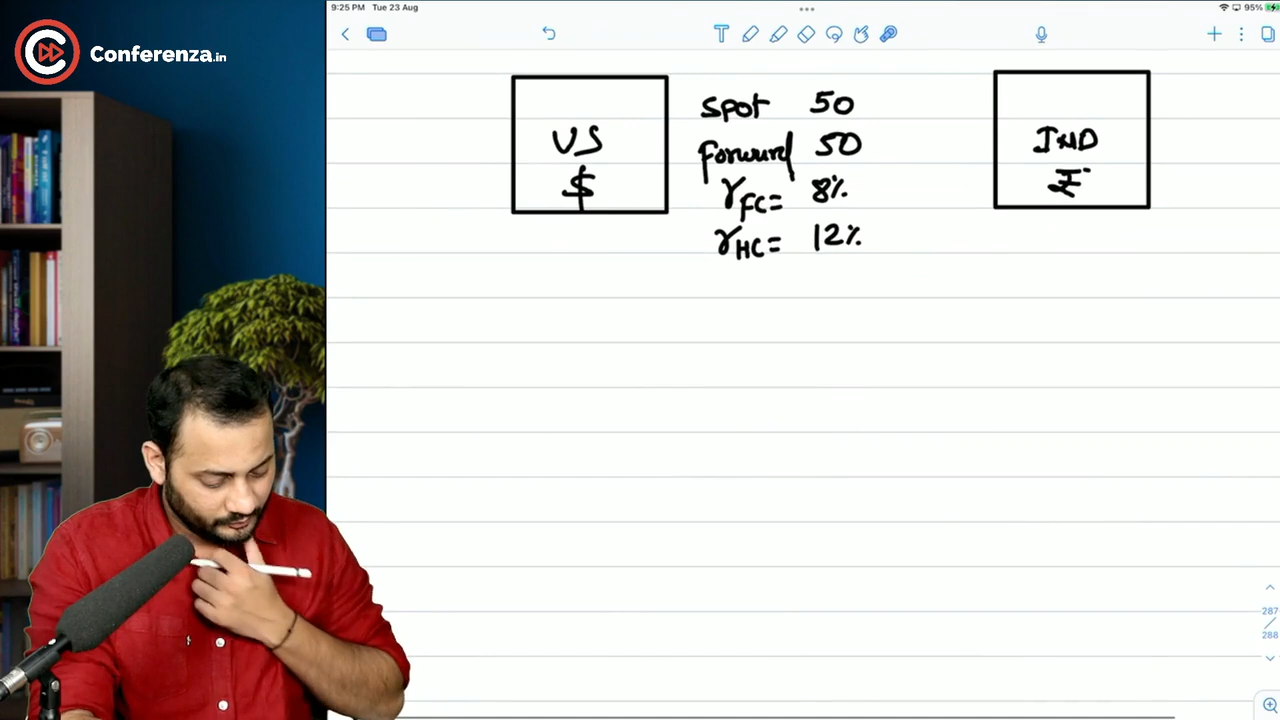 9:25 PM Tue 23 Aug
95%
Conferenza.in
US
$
Spot 50
Forward 50
rFC= 8%
rHC= 12%
IND
₹
287
288